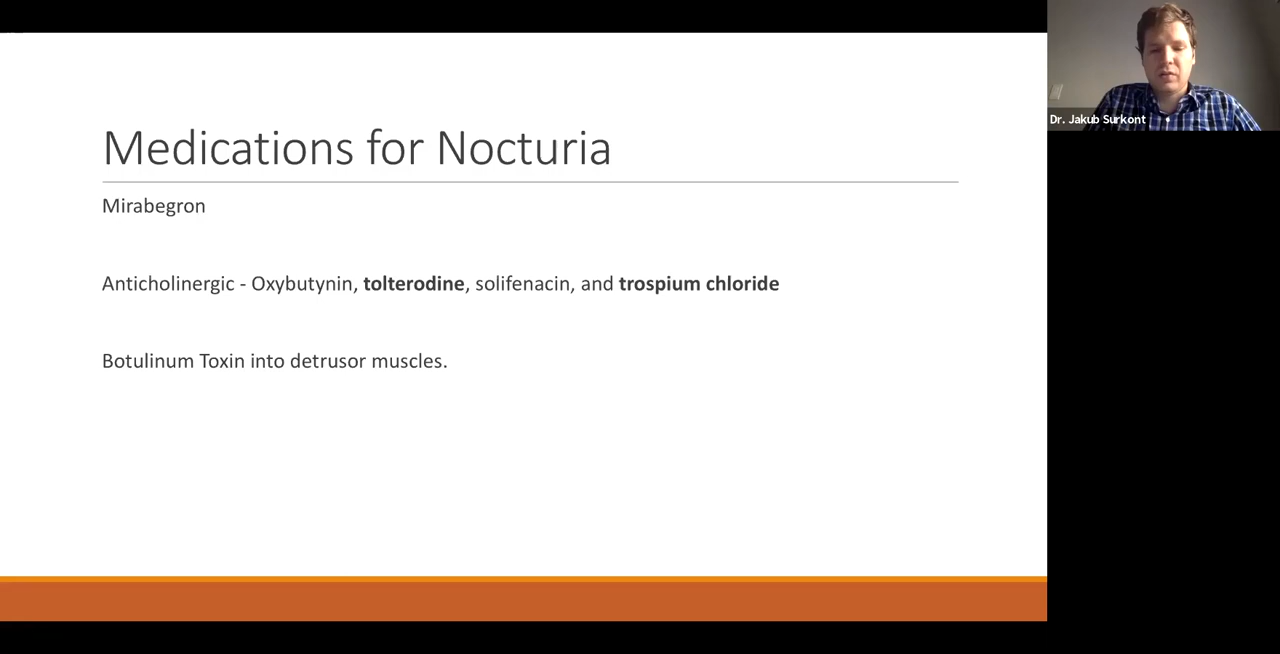 Medications for Nocturia
Mirabegron
Anticholinergic - Oxybutynin, tolterodine, solifenacin, and trospium chloride
Botulinum Toxin into detrusor muscles.
Dr. Jakub Surkont